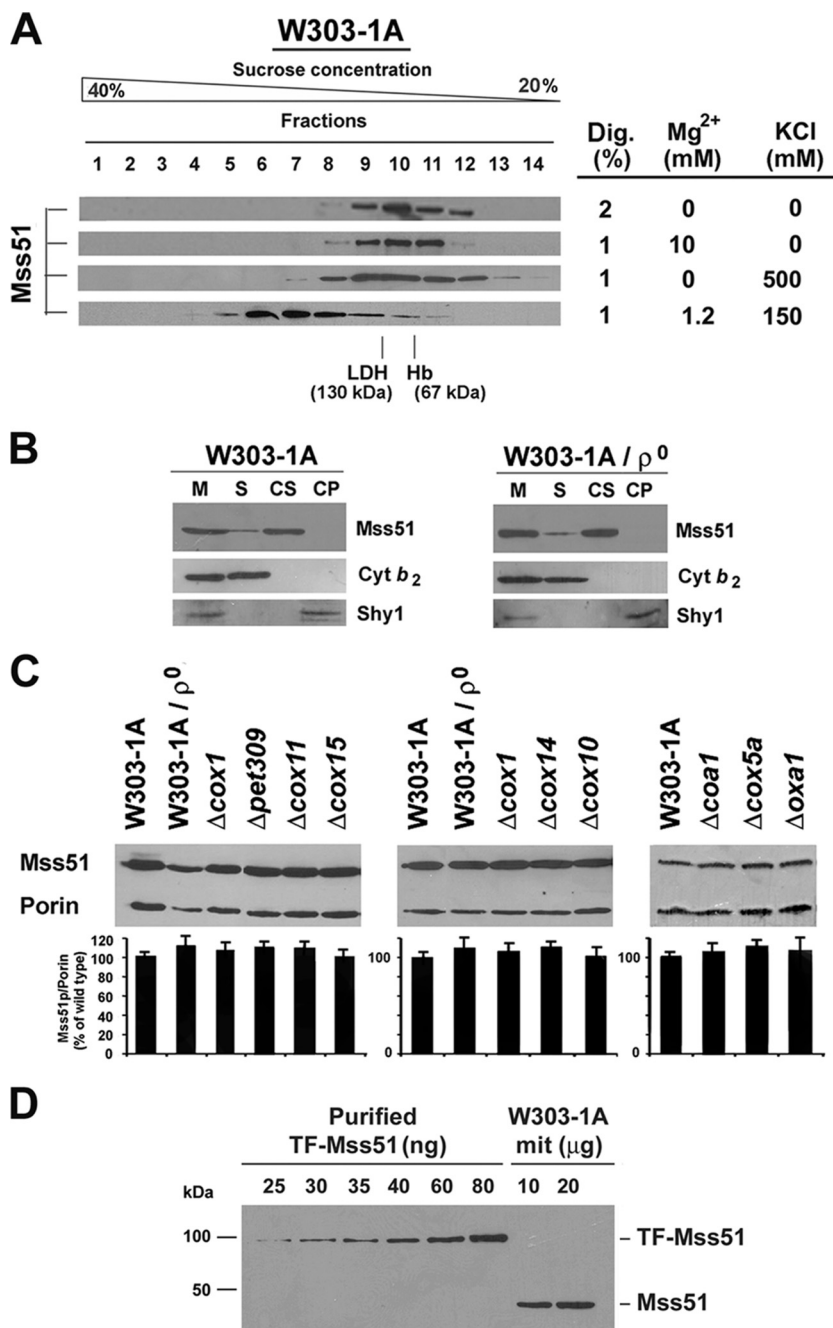 A
W303-1A
Sucrose concentration
40% 20%
Fractions
1 2 3 4 5 6 7 8 9 10 11 12 13 14
Dig. (%) Mg2+ (mM) KCl (mM)
Mss51
2 0 0
1 10 0
1 0 500
1 1.2 150
LDH (130 kDa)
Hb (67 kDa)
B
W303-1A
M S CS CP
Mss51
Cyt b2
Shy1
W303-1A / ρ0
M S CS CP
Mss51
Cyt b2
Shy1
C
W303-1A
W303-1A / ρ0
Δcox1
Δpet309
Δcox11
Δcox15
W303-1A
W303-1A / ρ0
Δcox1
Δcox14
Δcox10
W303-1A
Δcoa1
Δcox5a
Δoxa1
Mss51
Porin
Mss51p/Porin
(% of wild type)
120
100
80
60
40
20
0
100
0
100
0
D
Purified
TF-Mss51 (ng)
W303-1A
mit (μg)
kDa
25 30 35 40 60 80 10 20
100
50
TF-Mss51
Mss51